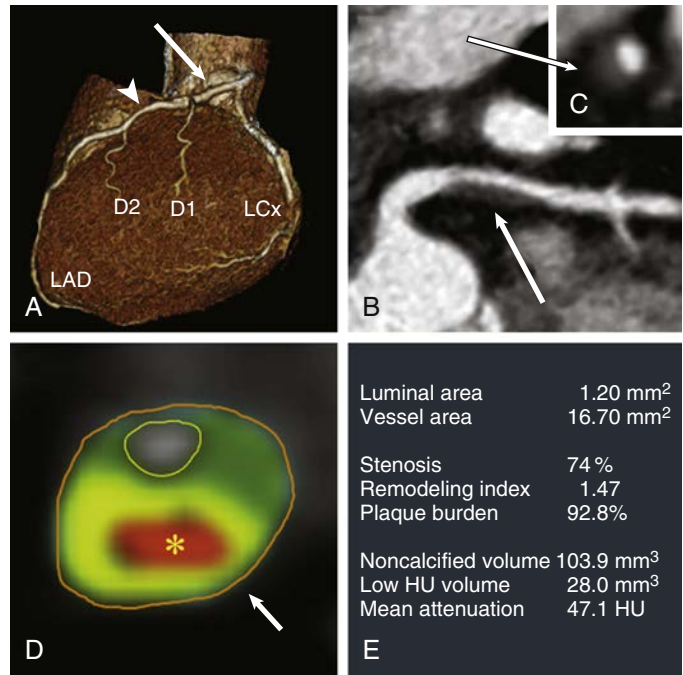 D2 D1 LCx
LAD
A
C
B
*
D
Luminal area 1.20 mm²
Vessel area 16.70 mm²
Stenosis 74 %
Remodeling index 1.47
Plaque burden 92.8%
Noncalcified volume 103.9 mm³
Low HU volume 28.0 mm³
Mean attenuation 47.1 HU
E